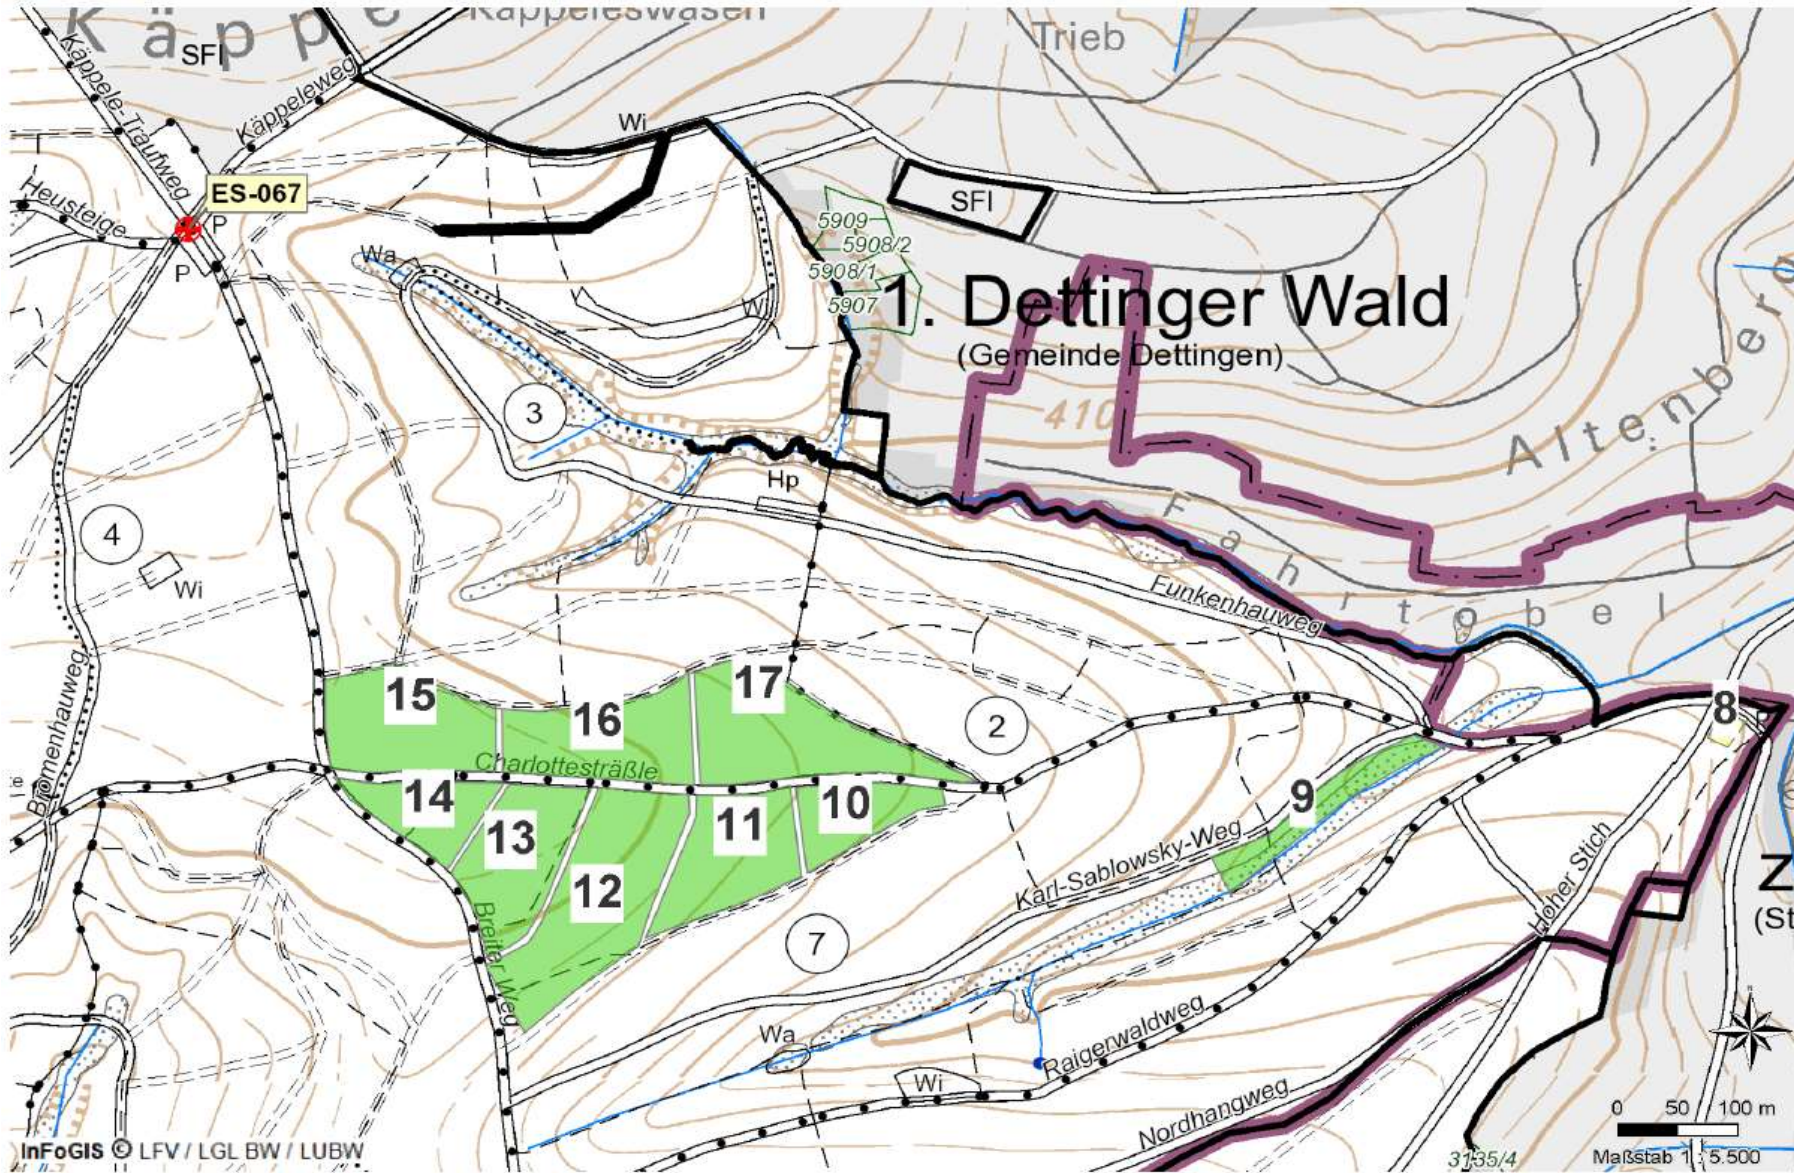 Käppe
Käppeleswasen
Trieb
SFI
Käppele-Traufweg
Käppeleweg
Wi
ES-067
Heusteige
P
P
SFI
5909
5908/2
5908/1
5907
Wa
Wi
1. Dettinger Wald
(Gemeinde Dettingen)
Altenberg
410
3
Hp
4
Wi
Fahrtobel
Funkenhauweg
15
16
17
2
8
Brömenhauweg
Charlottesträßle
14
13
12
11
10
9
Karl-Sablowsky-Weg
Hoher Stich
Z
(St
Breiter Weg
7
Wa
Raigerwaldweg
Wi
Nordhangweg
0 50 100 m
Maßstab 1 : 5.500
3135/4
InFoGIS © LFV / LGL BW / LUBW